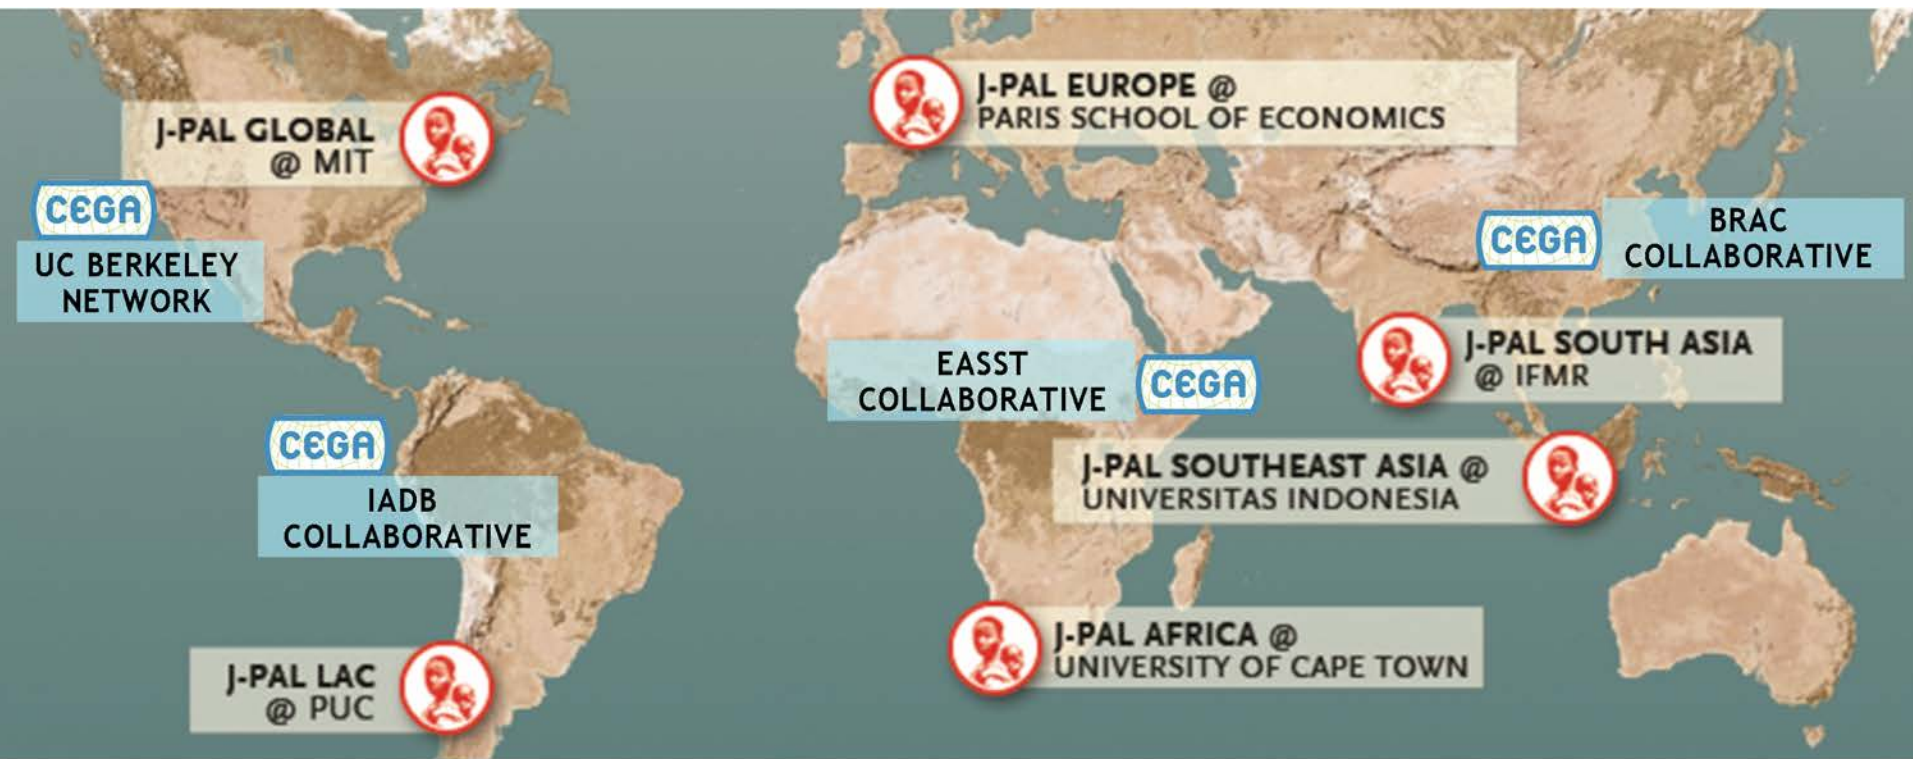 J-PAL GLOBAL
@ MIT
J-PAL EUROPE @
PARIS SCHOOL OF ECONOMICS
CEGA
UC BERKELEY
NETWORK
CEGA
BRAC
COLLABORATIVE
J-PAL SOUTH ASIA
@ IFMR
EASST
COLLABORATIVE
CEGA
CEGA
IADB
COLLABORATIVE
J-PAL SOUTHEAST ASIA @
UNIVERSITAS INDONESIA
J-PAL AFRICA @
UNIVERSITY OF CAPE TOWN
J-PAL LAC
@ PUC